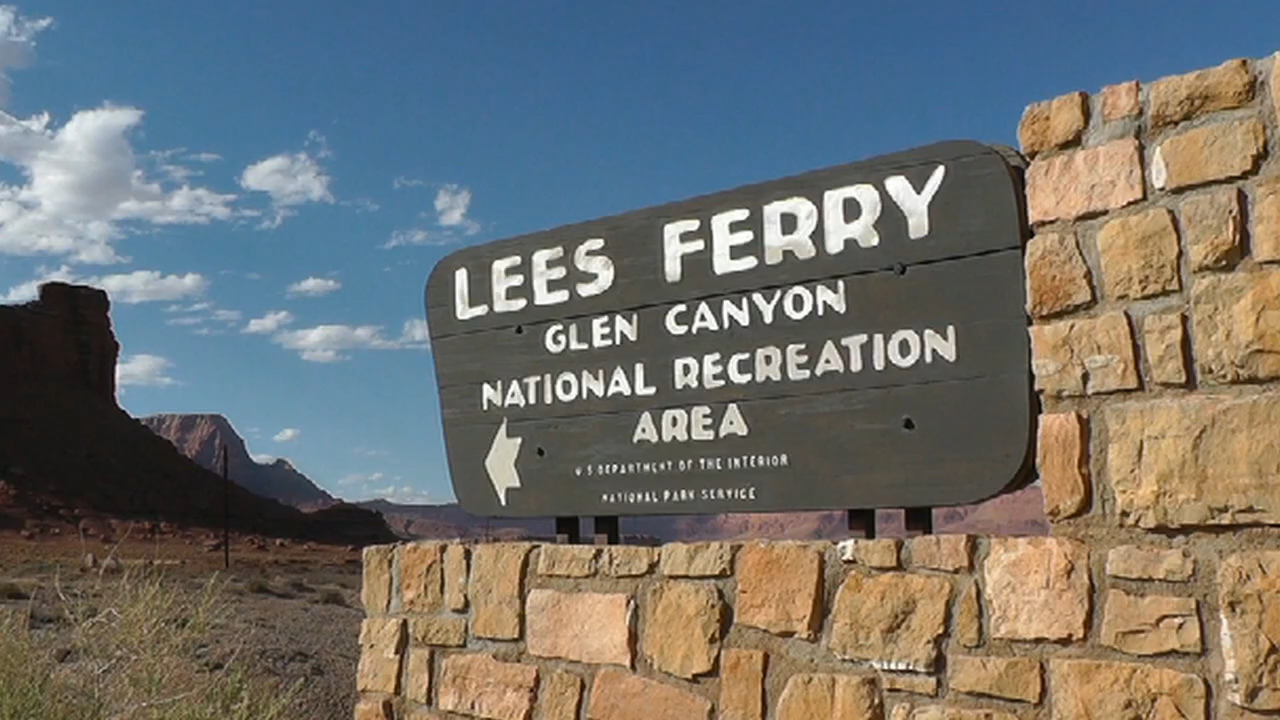 LEES FERRY
GLEN CANYON
NATIONAL RECREATION
AREA
U S DEPARTMENT OF THE INTERIOR
NATIONAL PARK SERVICE